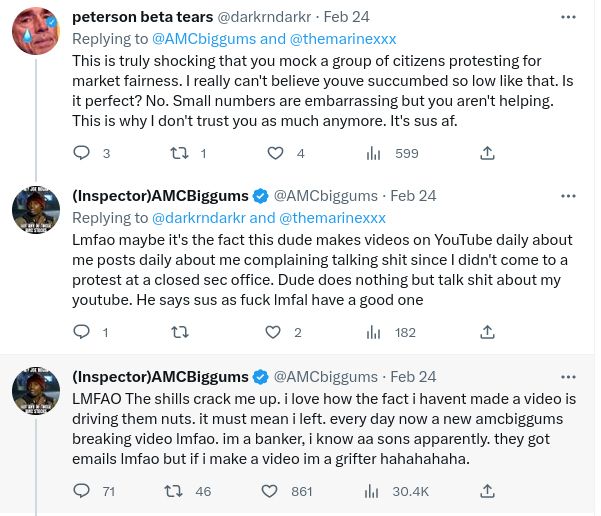 peterson beta tears @darkrndarkr · Feb 24
Replying to @AMCbiggums and @themarinexxx
This is truly shocking that you mock a group of citizens protesting for
market fairness. I really can't believe youve succumbed so low like that. Is
it perfect? No. Small numbers are embarrassing but you aren't helping.
This is why I don't trust you as much anymore. It's sus af.
3 1 4 599
(Inspector)AMCBiggums @AMCbiggums · Feb 24
Replying to @darkrndarkr and @themarinexxx
Lmfao maybe it's the fact this dude makes videos on YouTube daily about
me posts daily about me complaining talking shit since I didn't come to a
protest at a closed sec office. Dude does nothing but talk shit about my
youtube. He says sus as fuck lmfal have a good one
1 2 182
(Inspector)AMCBiggums @AMCbiggums · Feb 24
LMFAO The shills crack me up. i love how the fact i havent made a video is
driving them nuts. it must mean i left. every day now a new amcbiggums
breaking video lmfao. im a banker, i know aa sons apparently. they got
emails lmfao but if i make a video im a grifter hahahahaha.
71 46 861 30.4K